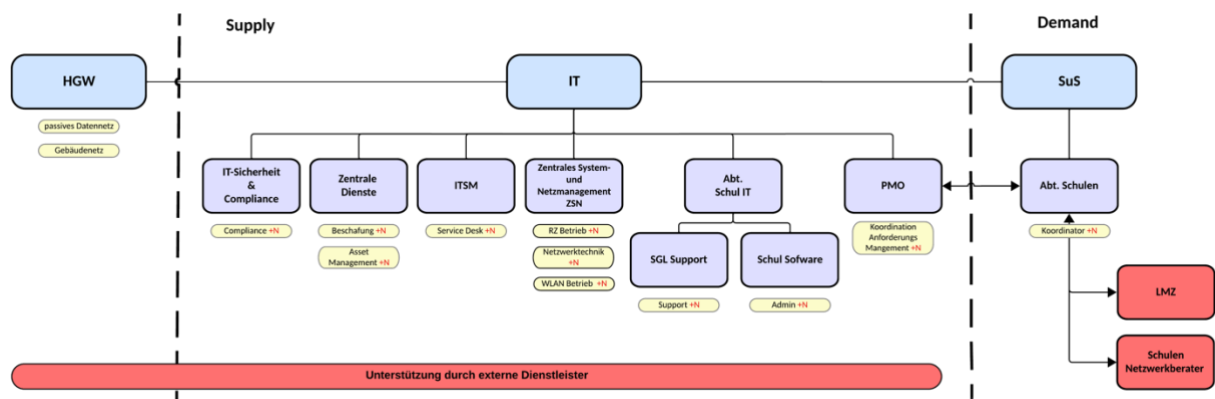 Supply
Demand
HGW
IT
SuS
passives Datennetz
Gebäudenetz
IT-Sicherheit
&
Compliance
Compliance +N
Zentrale
Dienste
Beschafung +N
Asset
Management +N
ITSM
Service Desk +N
Zentrales System-
und
Netzmanagement
ZSN
RZ Betrieb +N
Netzwerktechnik
+N
WLAN Betrieb +N
Abt.
Schul IT
SGL Support
Support +N
Schul Sofware
Admin +N
PMO
Koordination
Anforderungs
Mangement +N
Abt. Schulen
Koordinator +N
LMZ
Schulen
Netzwerkberater
Unterstützung durch externe Dienstleister